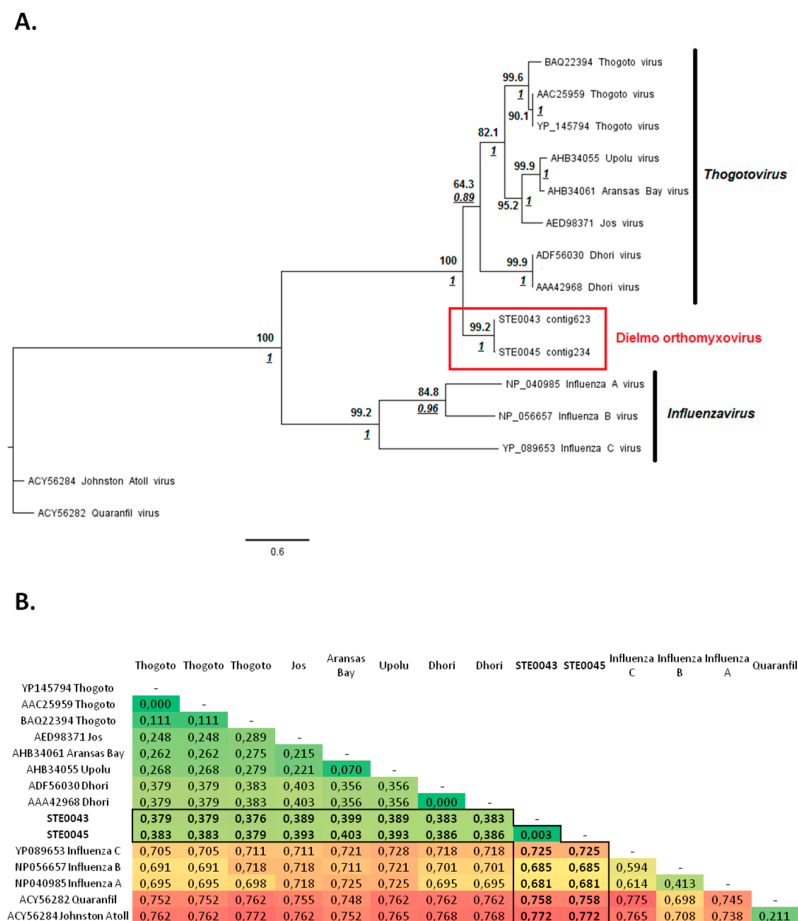 A.
BAQ22394 Thogoto virus
99.6
1
AAC25959 Thogoto virus
1
90.1
YP_145794 Thogoto virus
82.1
1
AHB34055 Upolu virus
99.9
1
Thogotovirus
64.3
0.89
AHB34061 Aransas Bay virus
95.2
1
AED98371 Jos virus
ADF56030 Dhori virus
99.9
1
100
1
AAA42968 Dhori virus
STE0043 contig623
99.2
1
Dielmo orthomyxovirus
STE0045 contig234
100
1
NP_040985 Influenza A virus
84.8
0.96
99.2
1
NP_056657 Influenza B virus
Influenzavirus
YP_089653 Influenza C virus
ACY56284 Johnston Atoll virus
ACY56282 Quaranfil virus
0.6
B.
Thogoto Thogoto Thogoto Jos Aransas Bay Upolu Dhori Dhori STE0043 STE0045 Influenza C Influenza B Influenza A Quaranfil
YP145794 Thogoto -
AAC25959 Thogoto 0,000 -
BAQ22394 Thogoto 0,111 0,111 -
AED98371 Jos 0,248 0,248 0,289 -
AHB34061 Aransas Bay 0,262 0,262 0,275 0,215 -
AHB34055 Upolu 0,268 0,268 0,279 0,221 0,070 -
ADF56030 Dhori 0,379 0,379 0,383 0,403 0,356 0,356 -
AAA42968 Dhori 0,379 0,379 0,383 0,403 0,356 0,356 0,000 -
STE0043 0,379 0,379 0,376 0,389 0,399 0,389 0,383 0,383 -
STE0045 0,383 0,383 0,379 0,393 0,403 0,393 0,386 0,386 0,003 -
YP089653 Influenza C 0,705 0,705 0,711 0,711 0,721 0,728 0,718 0,718 0,725 0,725 -
NP056657 Influenza B 0,691 0,691 0,718 0,718 0,711 0,721 0,701 0,701 0,685 0,685 0,594 -
NP040985 Influenza A 0,695 0,695 0,698 0,718 0,725 0,725 0,695 0,695 0,681 0,681 0,614 0,413 -
ACY56282 Quaranfil 0,752 0,752 0,762 0,755 0,748 0,762 0,762 0,762 0,758 0,758 0,775 0,698 0,745 -
ACY56284 Johnston Atoll 0,762 0,762 0,772 0,762 0,752 0,765 0,768 0,768 0,772 0,772 0,765 0,708 0,738 0,211